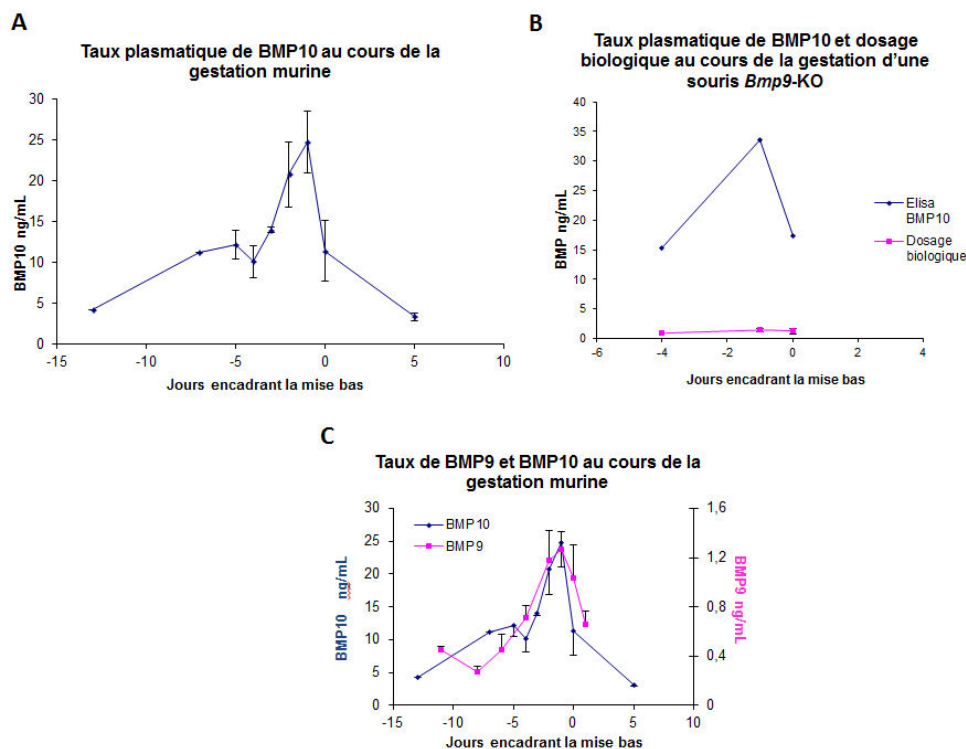 A
Taux plasmatique de BMP10 au cours de la
gestation murine
BMP10 ng/mL
30
25
20
15
10
5
0
-15
-10
-5
0
5
10
Jours encadrant la mise bas
B
Taux plasmatique de BMP10 et dosage
biologique au cours de la gestation d'une
souris Bmp9-KO
BMP ng/mL
40
35
30
25
20
15
10
5
0
-6
-4
-2
0
2
4
Jours encadrant la mise bas
Elisa
BMP10
Dosage
biologique
C
Taux de BMP9 et BMP10 au cours de la
gestation murine
BMP10 ng/mL
30
25
20
15
10
5
0
BMP10
BMP9
1,6
1,2
0,8
0,4
0
BMP9 ng/mL
-15
-10
-5
0
5
10
Jours encadrant la mise bas